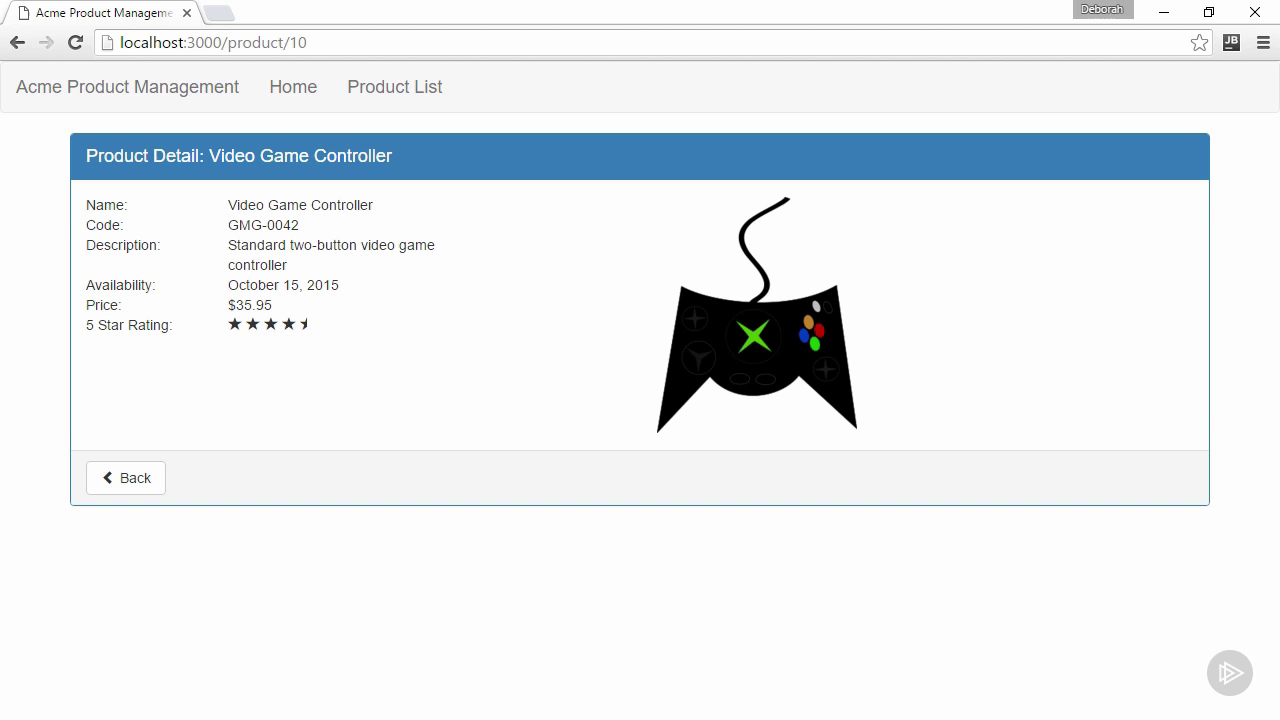 Acme Product Manageme
Deborah
localhost:3000/product/10
JB
Acme Product Management Home Product List
Product Detail: Video Game Controller
Name: Video Game Controller
Code: GMG-0042
Description: Standard two-button video game
controller
Availability: October 15, 2015
Price: $35.95
5 Star Rating:
Back